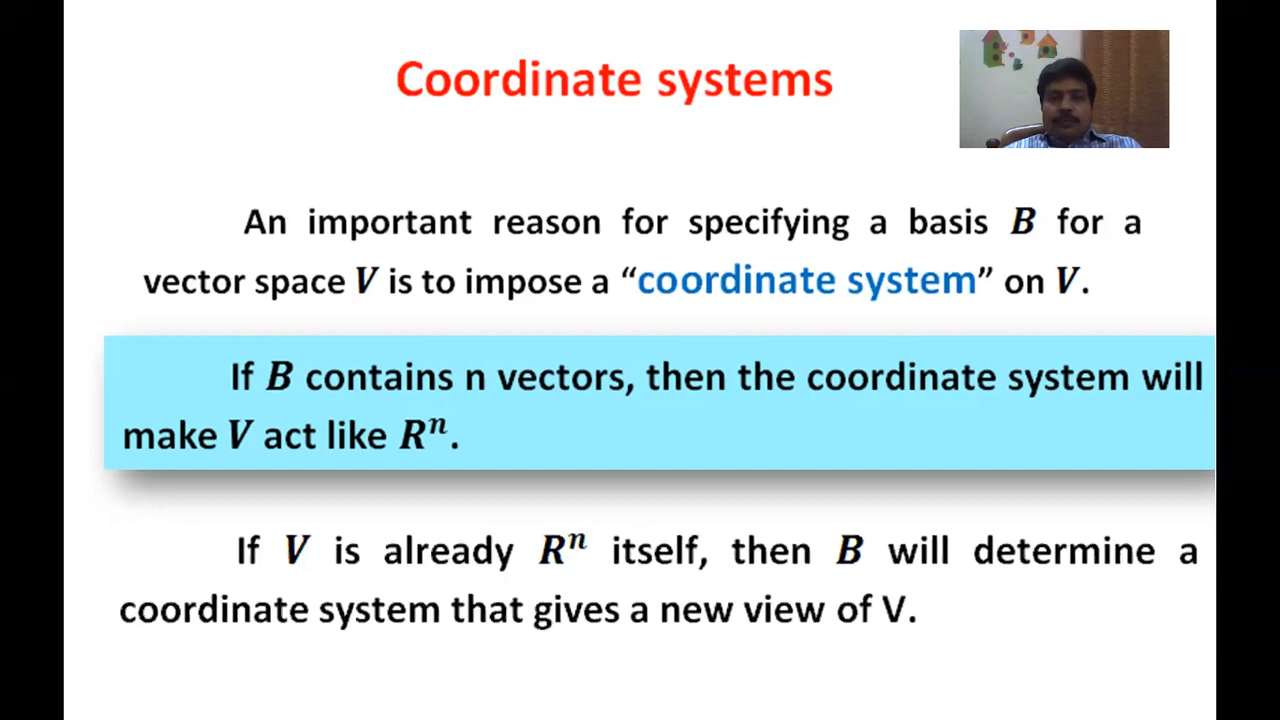 Coordinate systems
An important reason for specifying a basis B for a
vector space V is to impose a “coordinate system” on V.
If B contains n vectors, then the coordinate system will
make V act like Rⁿ.
If V is already Rⁿ itself, then B will determine a
coordinate system that gives a new view of V.